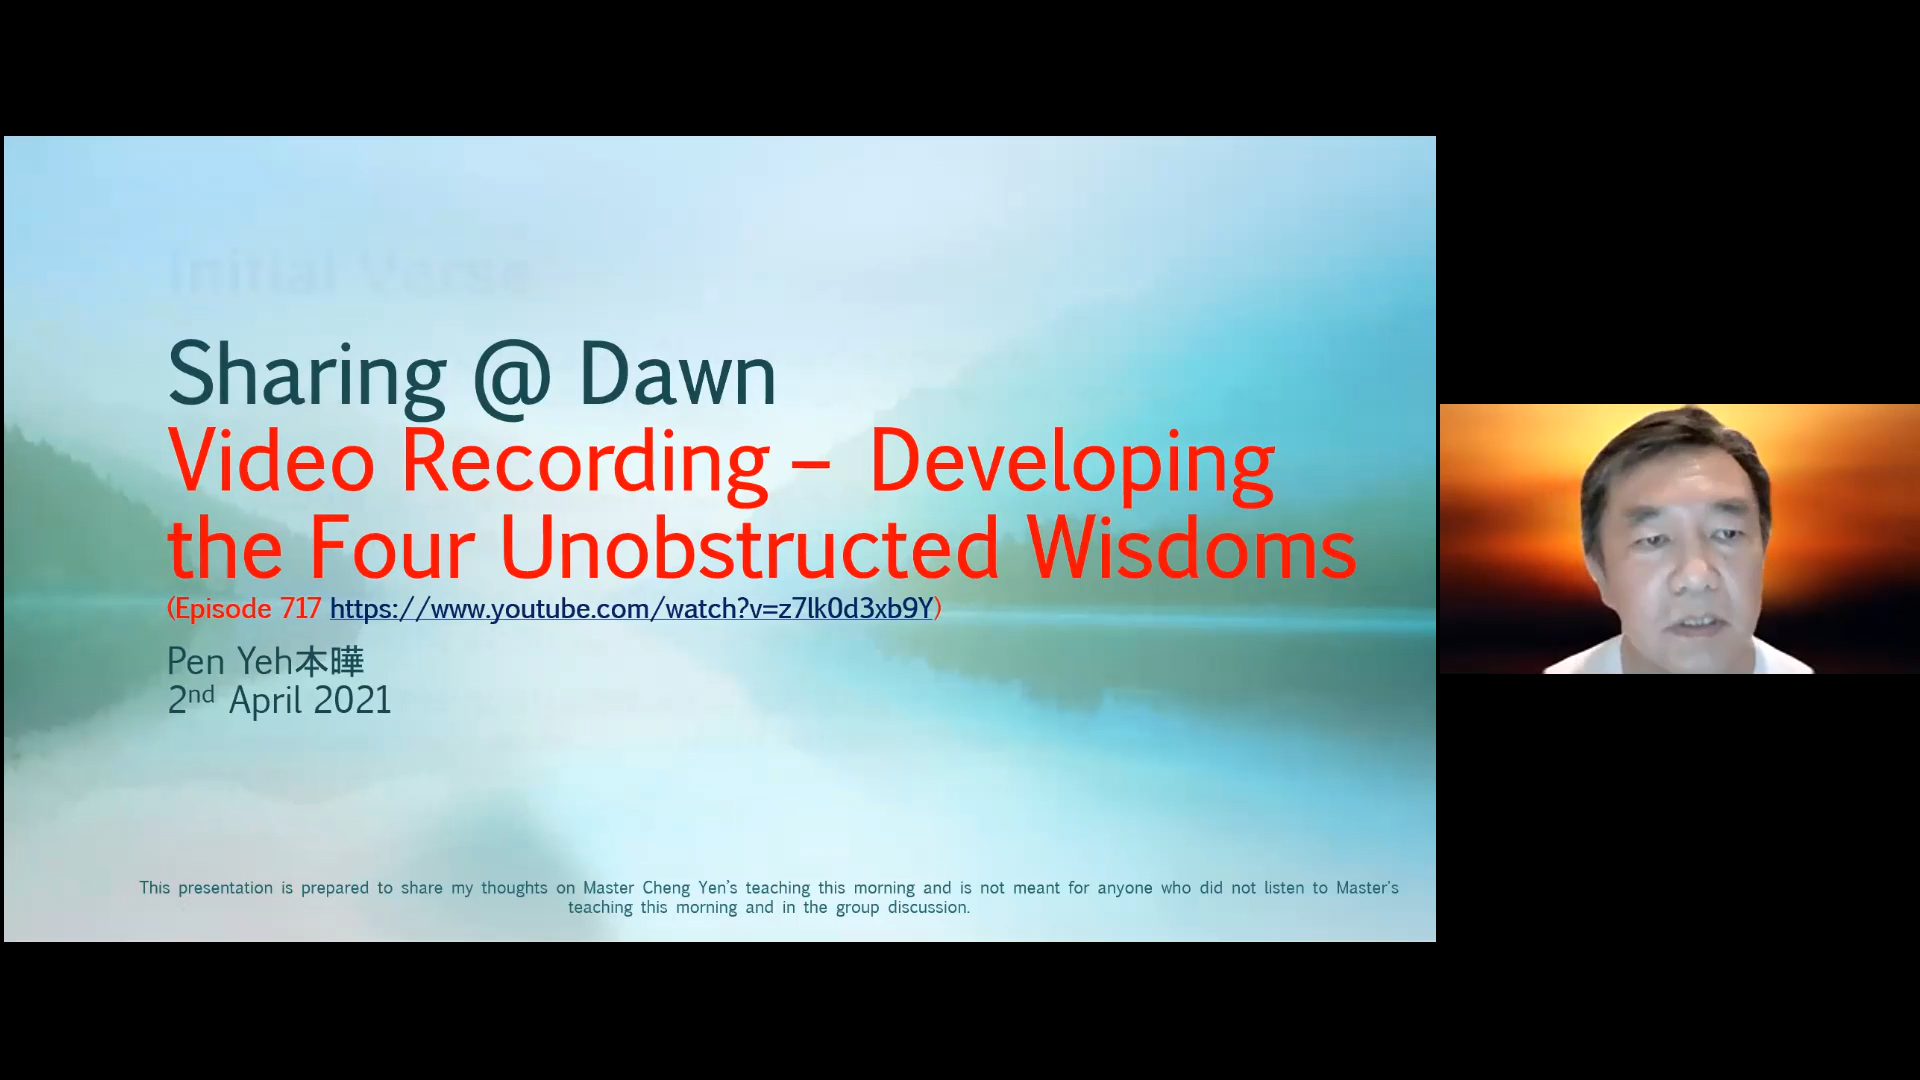 Initial Verse
Sharing @ Dawn
Video Recording – Developing
the Four Unobstructed Wisdoms
(Episode 717 https://www.youtube.com/watch?v=z7lk0d3xb9Y)
Pen Yeh本曄
2nd April 2021
This presentation is prepared to share my thoughts on Master Cheng Yen's teaching this morning and is not meant for anyone who did not listen to Master's
teaching this morning and in the group discussion.